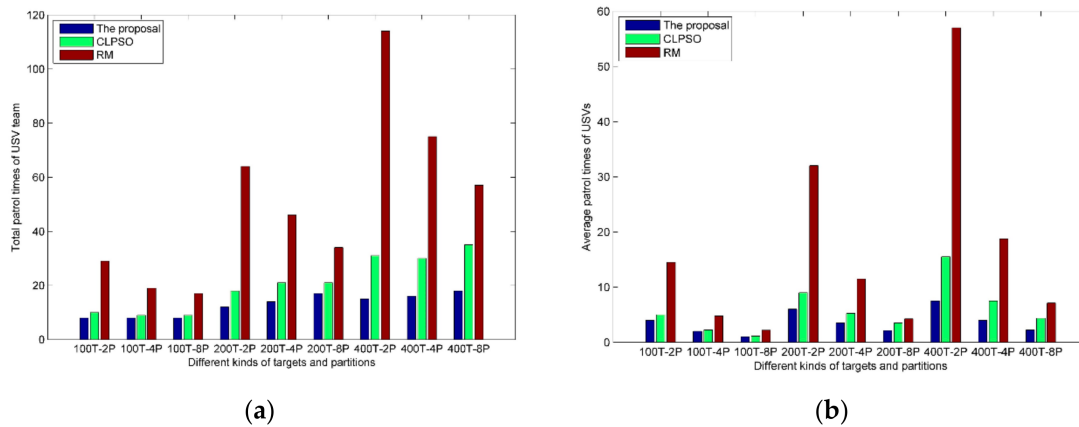 The proposal
CLPSO
RM
Total patrol times of USV team
120
100
80
60
40
20
0
100T-2P 100T-4P 100T-8P 200T-2P 200T-4P 200T-8P 400T-2P 400T-4P 400T-8P
Different kinds of targets and partitions
(a)
The proposal
CLPSO
RM
Average patrol times of USVs
60
50
40
30
20
10
0
100T-2P 100T-4P 100T-8P 200T-2P 200T-4P 200T-8P 400T-2P 400T-4P 400T-8P
Different kinds of targets and partitions
(b)